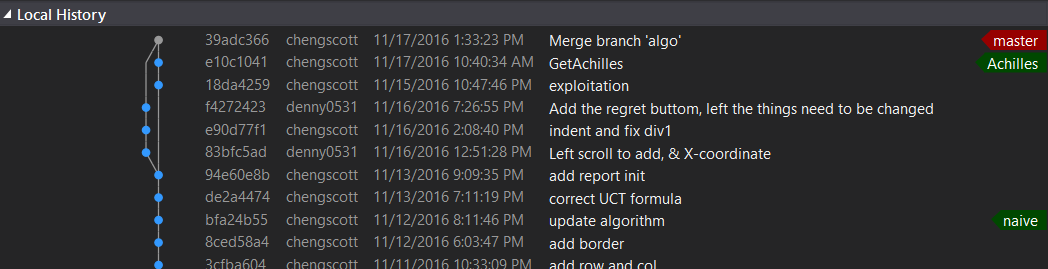 Local History
39adc366 chengscott 11/17/2016 1:33:23 PM Merge branch 'algo' master
e10c1041 chengscott 11/17/2016 10:40:34 AM GetAchilles Achilles
18da4259 chengscott 11/15/2016 10:47:46 PM exploitation
f4272423 denny0531 11/16/2016 7:26:55 PM Add the regret buttom, left the things need to be changed
e90d77f1 chengscott 11/16/2016 2:08:40 PM indent and fix div1
83bfc5ad denny0531 11/16/2016 12:51:28 PM Left scroll to add, & X-coordinate
94e60e8b chengscott 11/13/2016 9:09:35 PM add report init
de2a4474 chengscott 11/13/2016 7:11:19 PM correct UCT formula
bfa24b55 chengscott 11/12/2016 8:11:46 PM update algorithm naive
8ced58a4 chengscott 11/12/2016 6:03:47 PM add border
3cfba604 chengscott 11/11/2016 10:33:09 PM add row and col